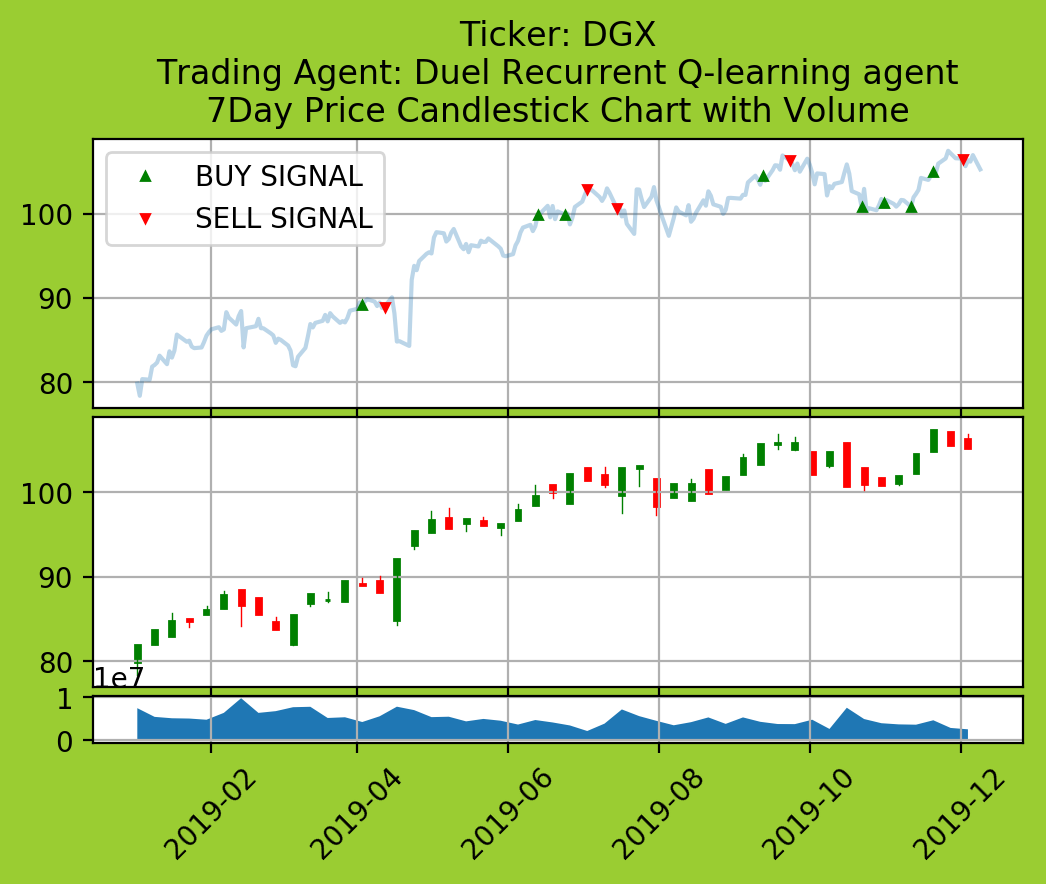 Ticker: DGX
Trading Agent: Duel Recurrent Q-learning agent
7Day Price Candlestick Chart with Volume
BUY SIGNAL
SELL SIGNAL
100
90
80
100
90
80
1e7
1
0
2019-02
2019-04
2019-06
2019-08
2019-10
2019-12